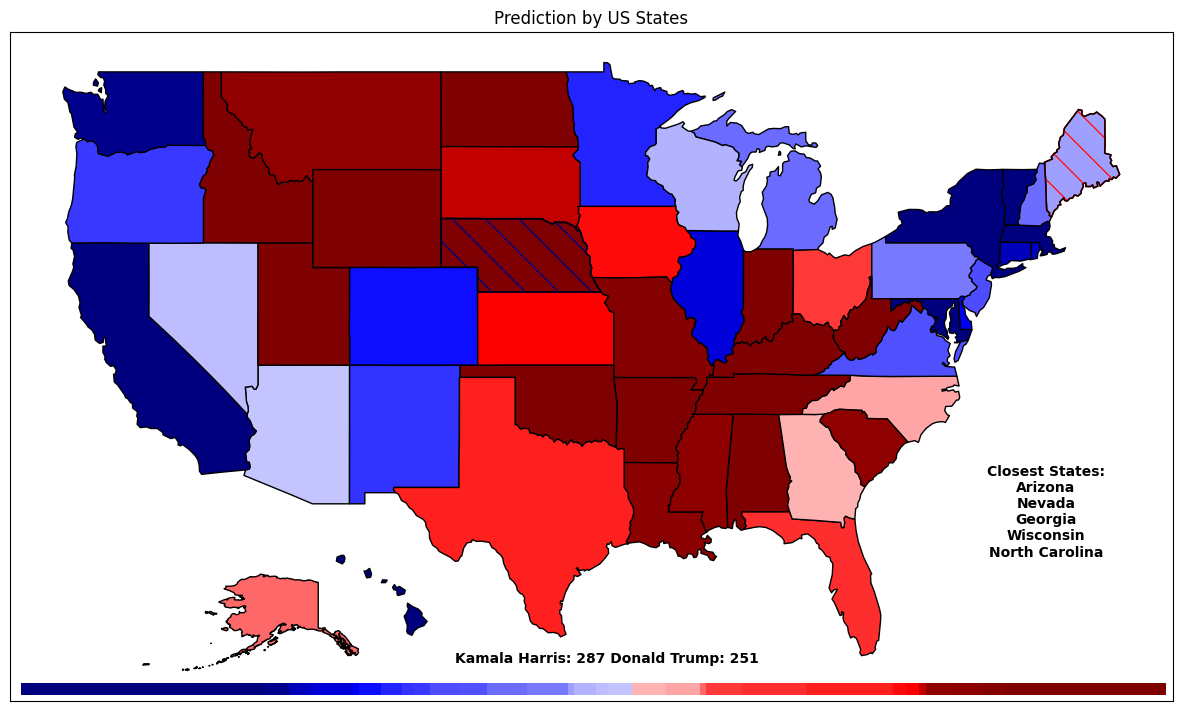 Prediction by US States
Closest States:
Arizona
Nevada
Georgia
Wisconsin
North Carolina
Kamala Harris: 287 Donald Trump: 251